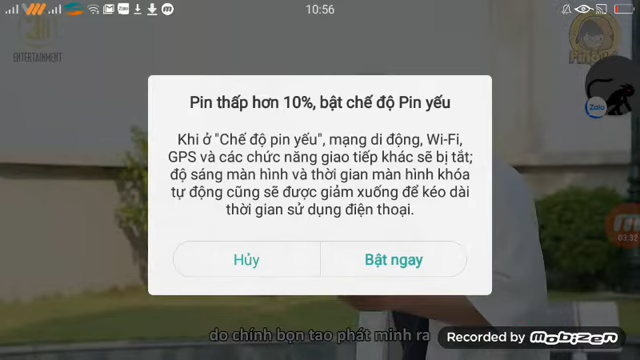 10:56
ENTERTAINMENT
Zalo
Pin thấp hơn 10%, bật chế độ Pin yếu
Khi ở "Chế độ pin yếu", mạng di động, Wi-Fi,
GPS và các chức năng giao tiếp khác sẽ bị tắt;
độ sáng màn hình và thời gian màn hình khóa
tự động cũng sẽ được giảm xuống để kéo dài
thời gian sử dụng điện thoại.
Hủy
Bật ngay
03:32
do chính bọn tao phát minh ra
Recorded by mobizen